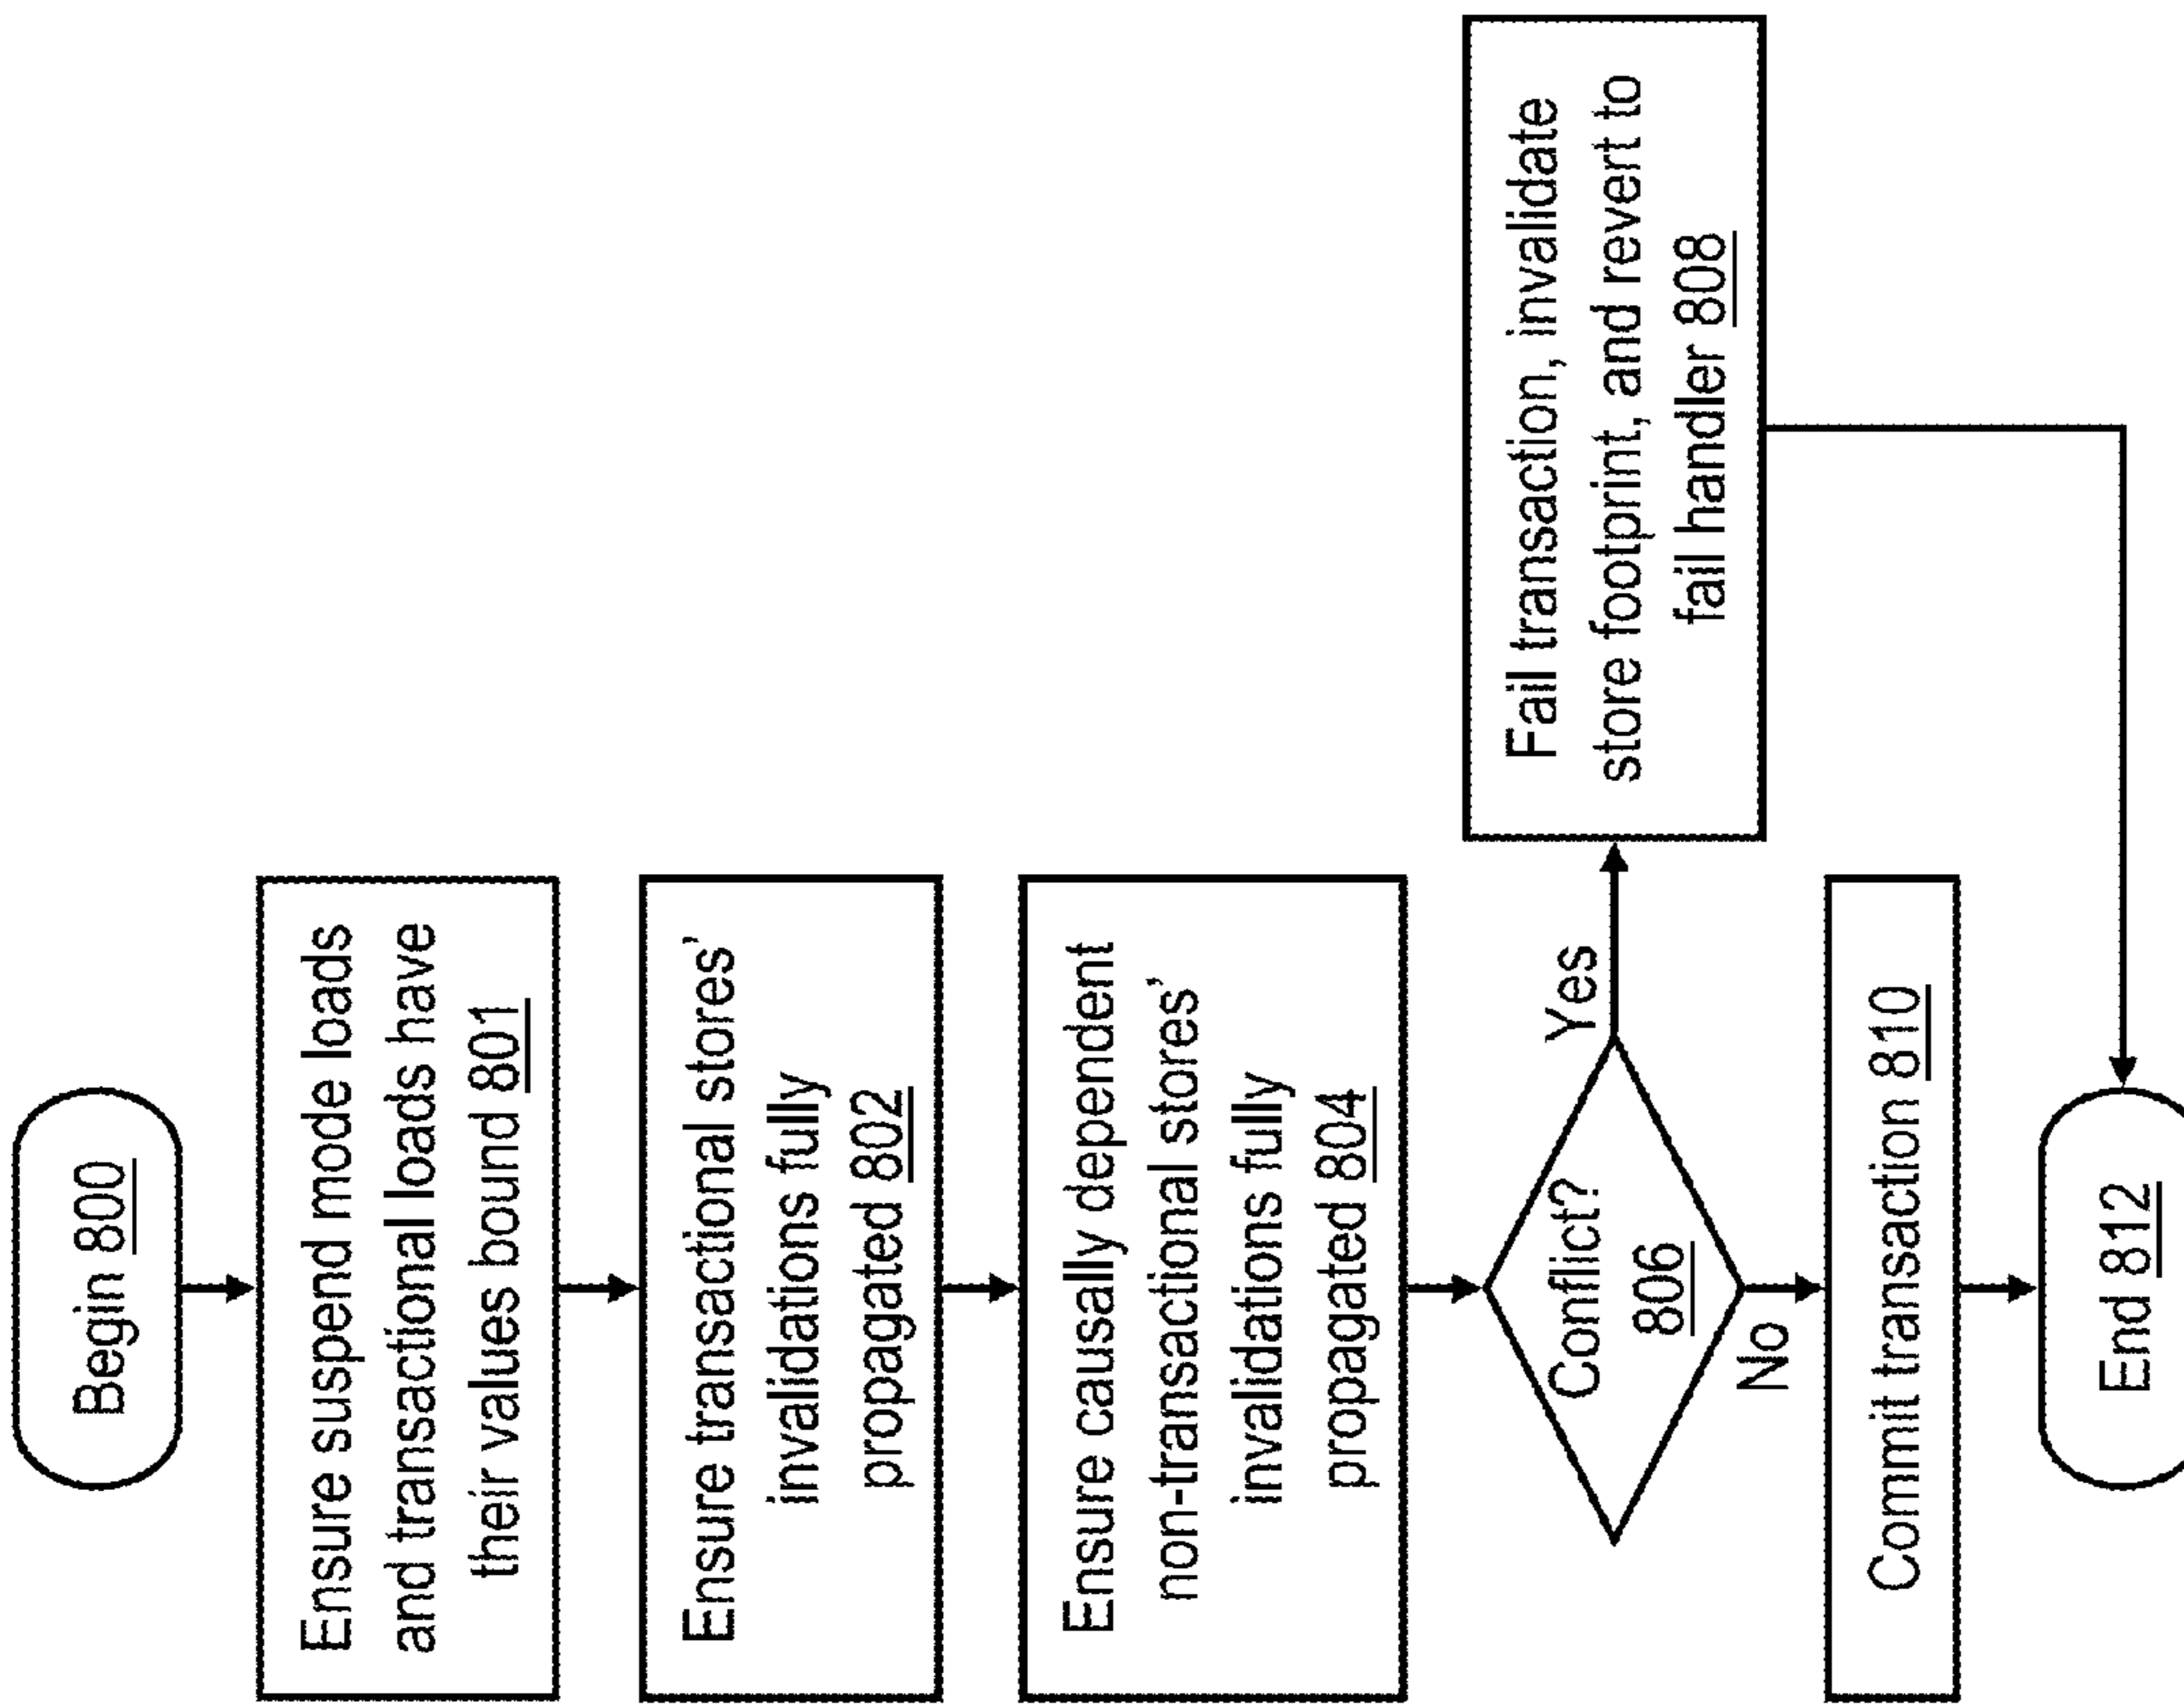 Begin 800
Ensure suspend mode loads
and transactional loads have
their values bound 801
Ensure transactional stores’
invalidations fully
propagated 802
Ensure causally dependent
non-transactional stores’
invalidations fully
propagated 804
Conflict?
806
Yes
No
Fail transaction, invalidate
store footprint, and revert to
fail handler 808
Commit transaction 810
End 812